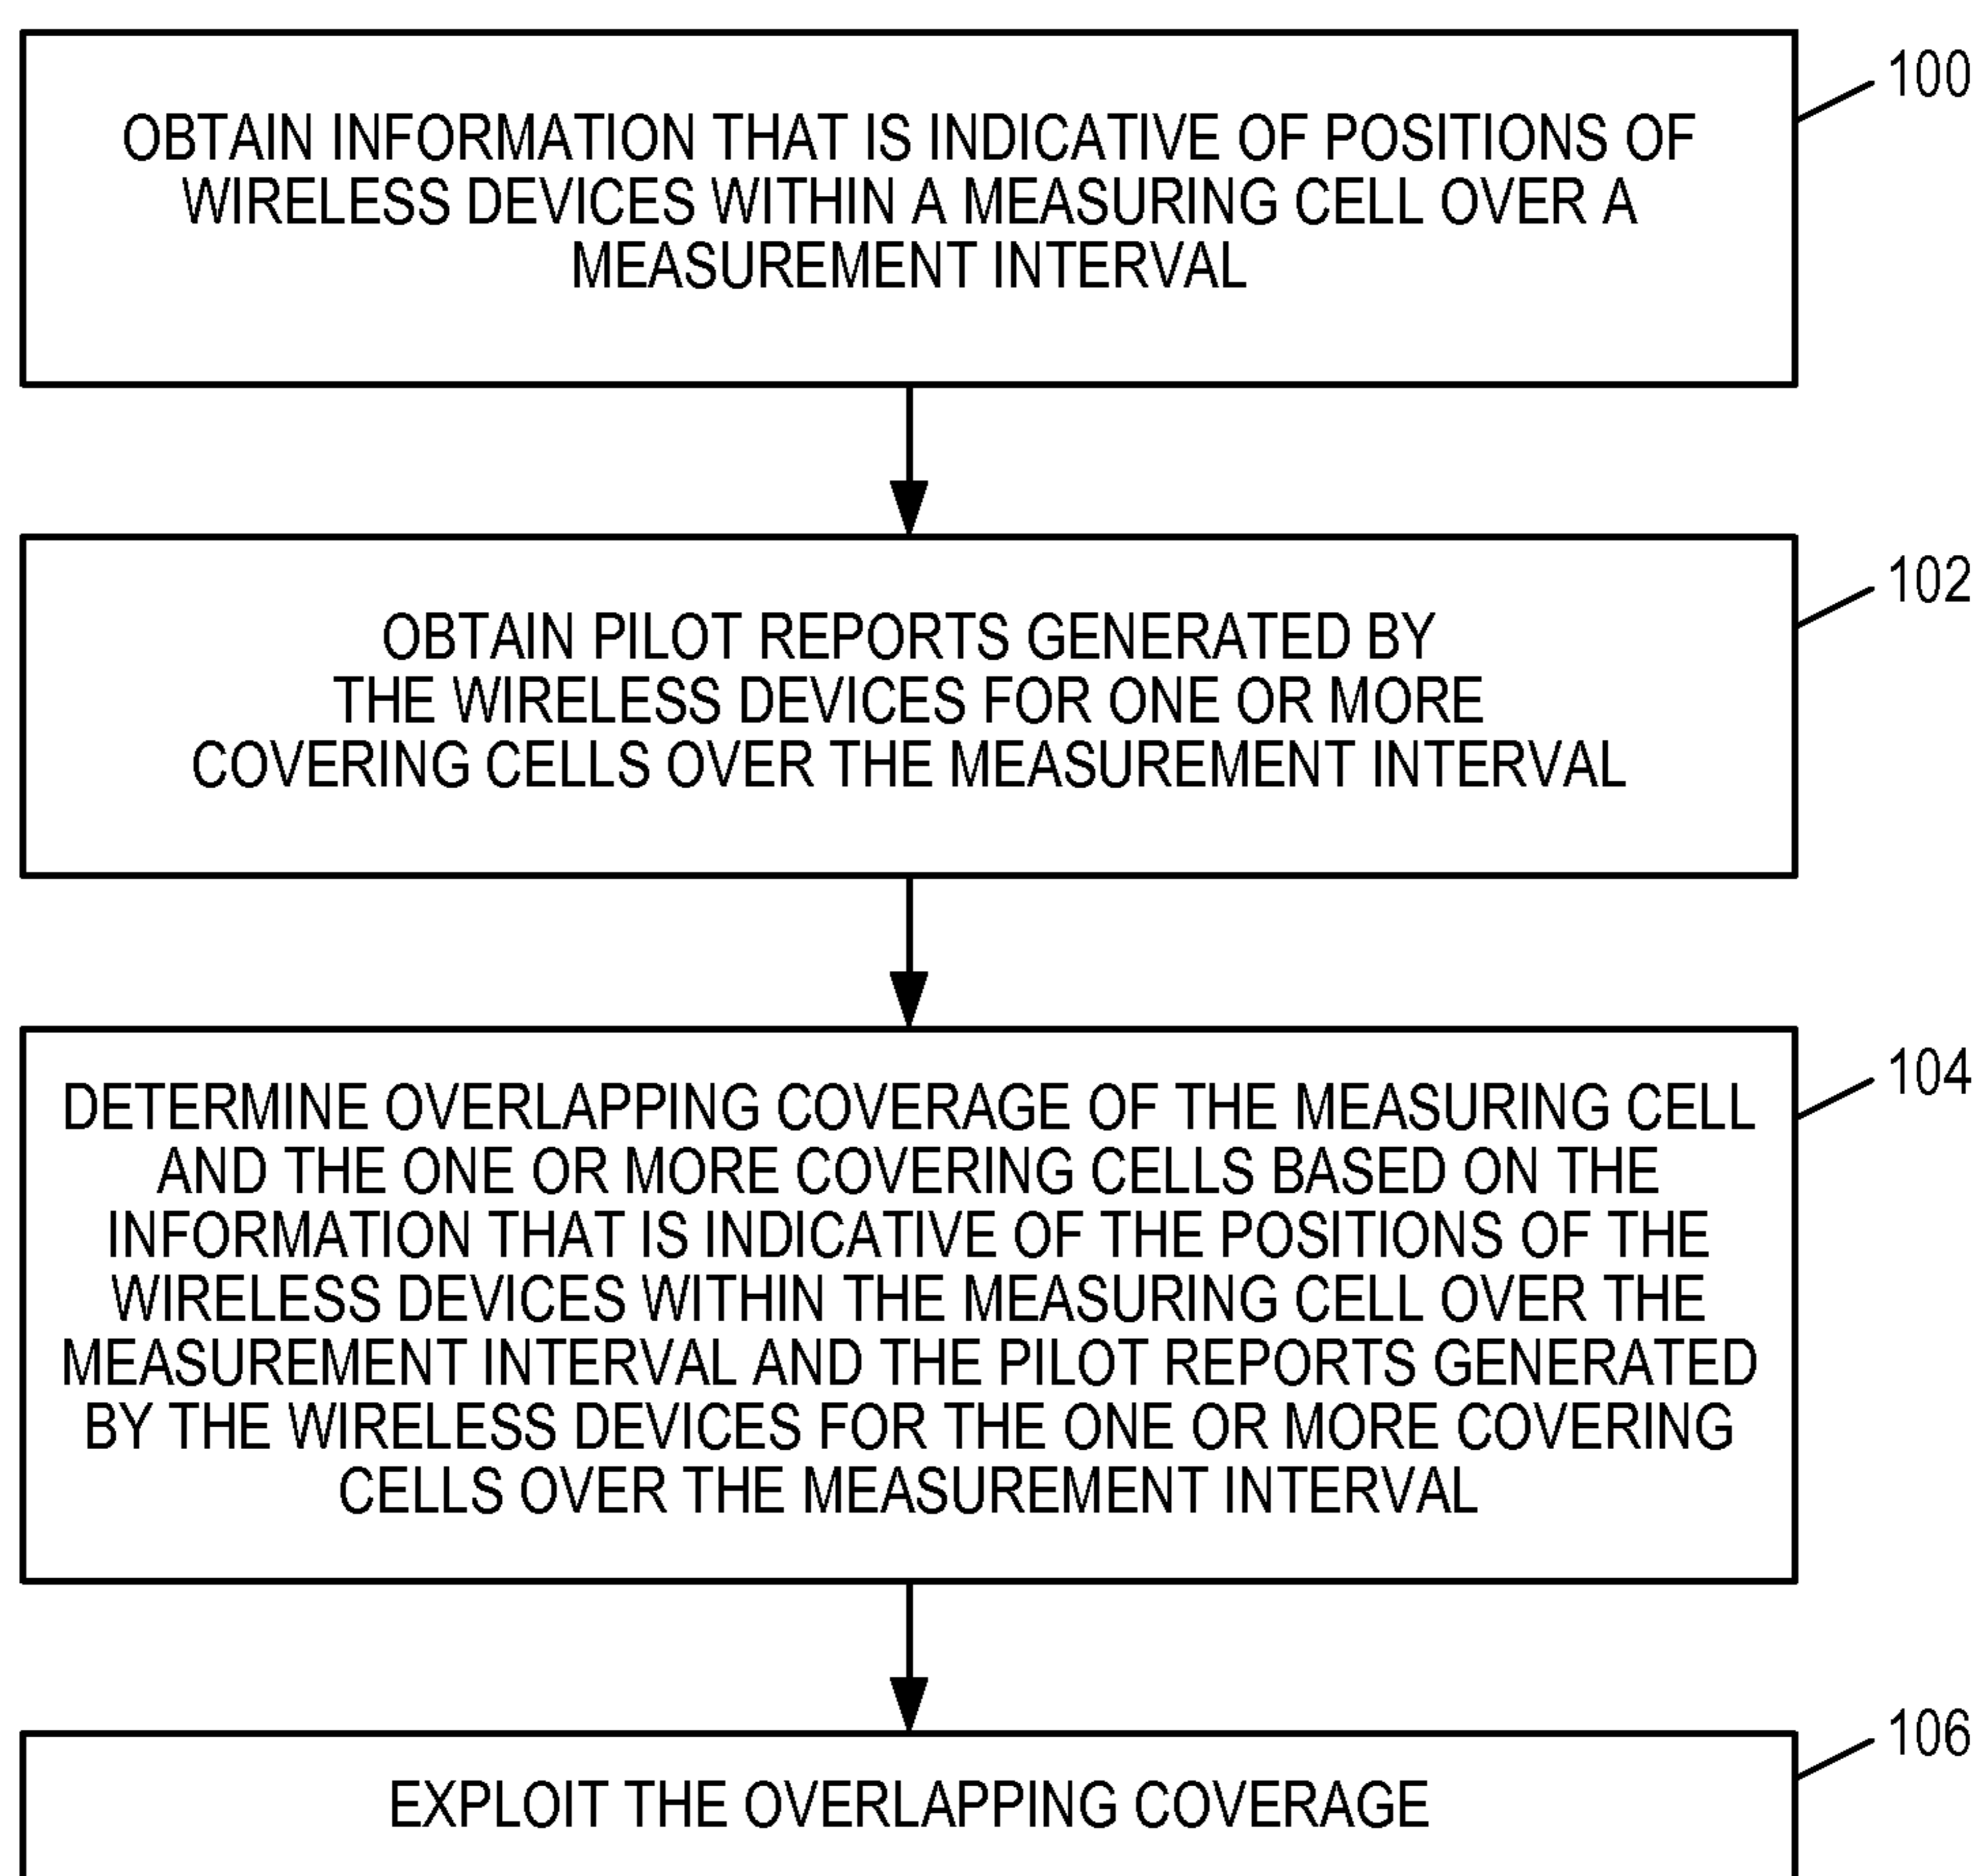 100
OBTAIN INFORMATION THAT IS INDICATIVE OF POSITIONS OF
WIRELESS DEVICES WITHIN A MEASURING CELL OVER A
MEASUREMENT INTERVAL
102
OBTAIN PILOT REPORTS GENERATED BY
THE WIRELESS DEVICES FOR ONE OR MORE
COVERING CELLS OVER THE MEASUREMENT INTERVAL
104
DETERMINE OVERLAPPING COVERAGE OF THE MEASURING CELL
AND THE ONE OR MORE COVERING CELLS BASED ON THE
INFORMATION THAT IS INDICATIVE OF THE POSITIONS OF THE
WIRELESS DEVICES WITHIN THE MEASURING CELL OVER THE
MEASUREMENT INTERVAL AND THE PILOT REPORTS GENERATED
BY THE WIRELESS DEVICES FOR THE ONE OR MORE COVERING
CELLS OVER THE MEASUREMENT INTERVAL
106
EXPLOIT THE OVERLAPPING COVERAGE